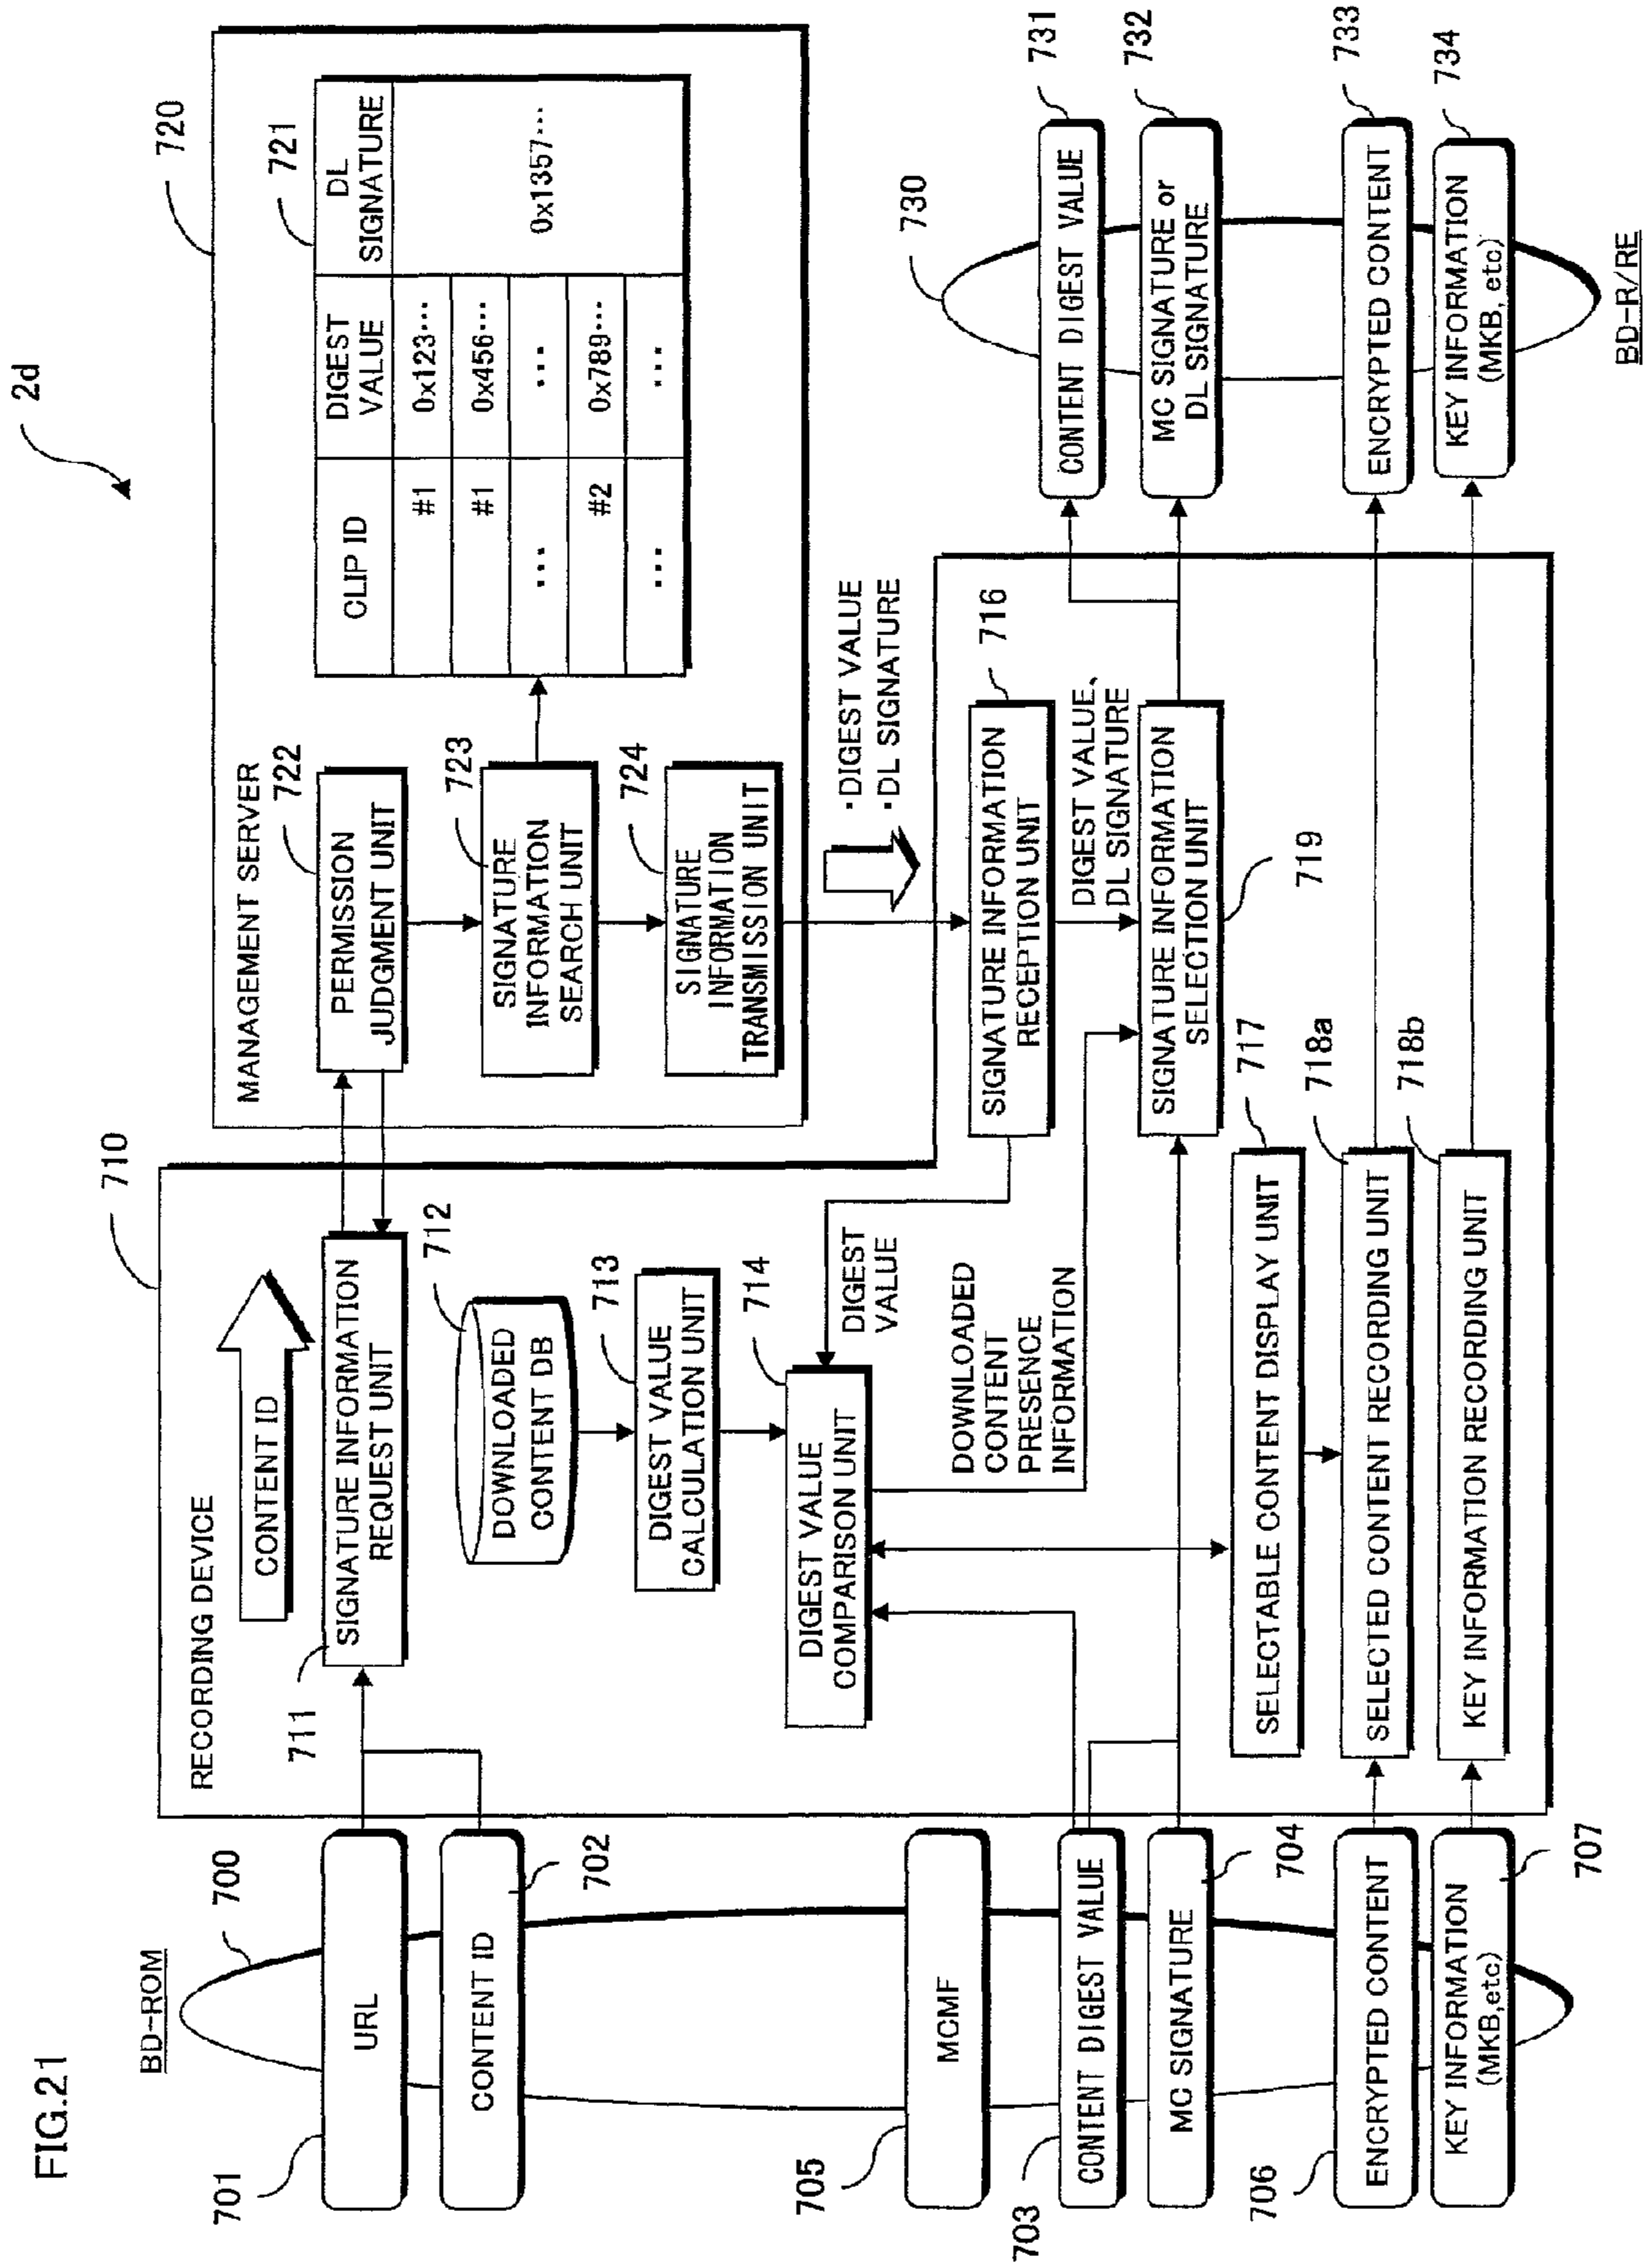 FIG.21
2d
BD-ROM
700
701
URL
702
CONTENT ID
705
MCMF
703
CONTENT DIGEST VALUE
704
MC SIGNATURE
706
ENCRYPTED CONTENT
707
KEY INFORMATION
(MKB,etc)
710
RECORDING DEVICE
CONTENT ID
711
SIGNATURE INFORMATION
REQUEST UNIT
712
DOWNLOADED
CONTENT DB
713
DIGEST VALUE
CALCULATION UNIT
714
DIGEST VALUE
COMPARISON UNIT
DIGEST
VALUE
DOWNLOADED
CONTENT
PRESENCE
INFORMATION
716
SIGNATURE INFORMATION
RECEPTION UNIT
DIGEST VALUE,
DL SIGNATURE
SIGNATURE INFORMATION
SELECTION UNIT
719
717
SELECTABLE CONTENT DISPLAY UNIT
718a
SELECTED CONTENT RECORDING UNIT
718b
KEY INFORMATION RECORDING UNIT
720
MANAGEMENT SERVER
722
PERMISSION
JUDGMENT UNIT
723
SIGNATURE
INFORMATION
SEARCH UNIT
724
SIGNATURE
INFORMATION
TRANSMISSION UNIT
721
CLIP ID
DIGEST
VALUE
DL
SIGNATURE
#1
0x123···
#1
0x456···
···
···
#2
0x789···
···
···
0x1357···
·DIGEST VALUE
·DL SIGNATURE
730
731
CONTENT DIGEST VALUE
732
MC SIGNATURE or
DL SIGNATURE
733
ENCRYPTED CONTENT
734
KEY INFORMATION
(MKB, etc)
BD-R/RE